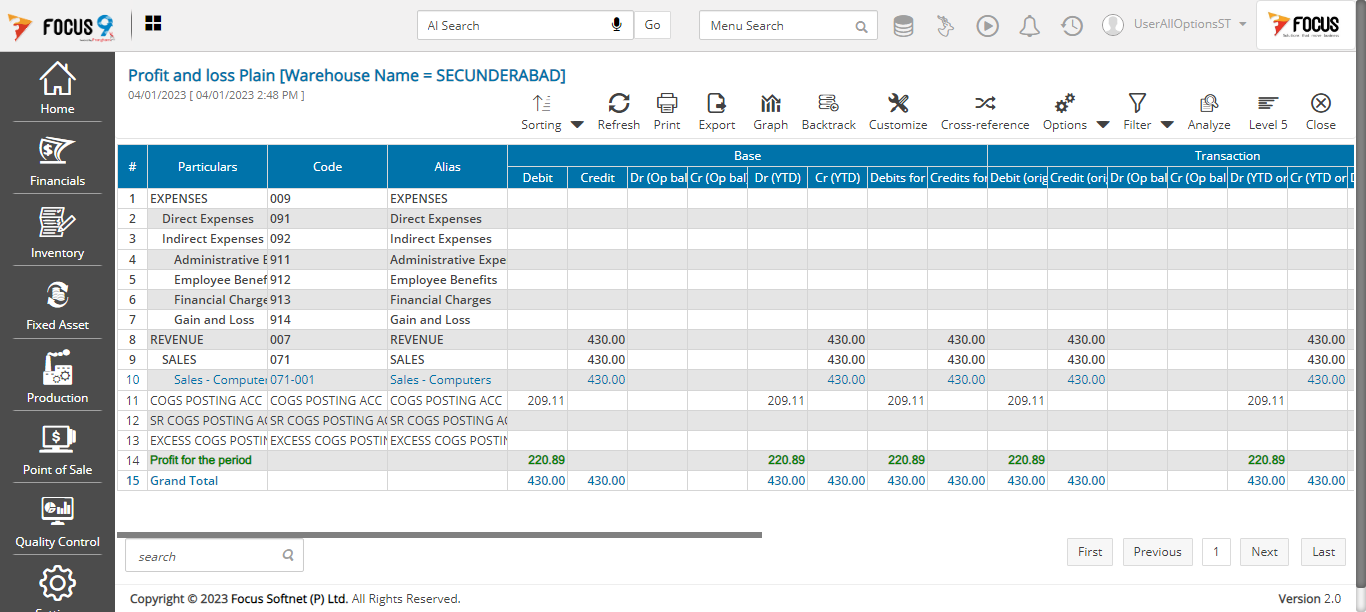 FOCUS 9
AI Search Go Menu Search UserAllOptionsST FOCUS
Home
Financials
Inventory
Fixed Asset
Production
Point of Sale
Quality Control
Profit and loss Plain [Warehouse Name = SECUNDERABAD]
04/01/2023 [ 04/01/2023 2:48 PM ]
Sorting Refresh Print Export Graph Backtrack Customize Cross-reference Options Filter Analyze Level 5 Close
# Particulars Code Alias Base Transaction
Debit Credit Dr (Op bal Cr (Op bal Dr (YTD) Cr (YTD) Debits for Credits for Debit (orig Credit (ori Dr (Op bal Cr (Op bal Dr (YTD or Cr (YTD or
1 EXPENSES 009 EXPENSES
2 Direct Expenses 091 Direct Expenses
3 Indirect Expenses 092 Indirect Expenses
4 Administrative E 911 Administrative Expe
5 Employee Benef 912 Employee Benefits
6 Financial Charge 913 Financial Charges
7 Gain and Loss 914 Gain and Loss
8 REVENUE 007 REVENUE 430.00 430.00 430.00 430.00 430.00
9 SALES 071 SALES 430.00 430.00 430.00 430.00 430.00
10 Sales - Computer 071-001 Sales - Computers 430.00 430.00 430.00 430.00 430.00
11 COGS POSTING ACC COGS POSTING ACC COGS POSTING ACC 209.11 209.11 209.11 209.11 209.11
12 SR COGS POSTING AC SR COGS POSTING AC SR COGS POSTING AC
13 EXCESS COGS POSTIN EXCESS COGS POSTIN EXCESS COGS POSTIN
14 Profit for the period 220.89 220.89 220.89 220.89 220.89
15 Grand Total 430.00 430.00 430.00 430.00 430.00 430.00 430.00 430.00 430.00 430.00
search First Previous 1 Next Last
Copyright © 2023 Focus Softnet (P) Ltd. All Rights Reserved. Version 2.0